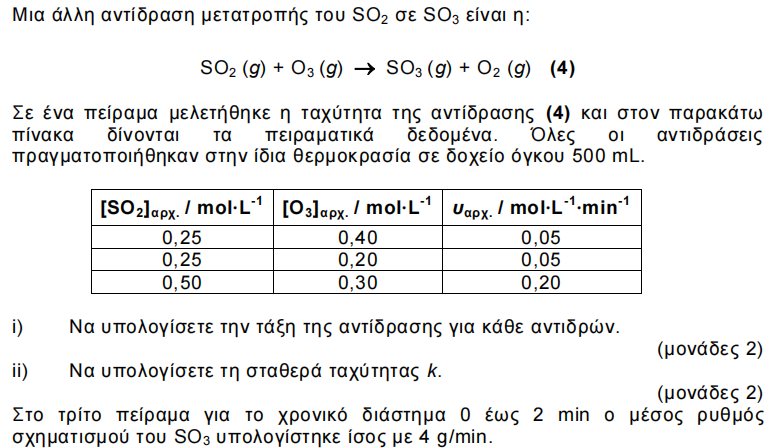 Μια άλλη αντίδραση μετατροπής του SO₂ σε SO₃ είναι η:
SO₂ (g) + O₃ (g) → SO₃ (g) + O₂ (g) (4)
Σε ένα πείραμα μελετήθηκε η ταχύτητα της αντίδρασης (4) και στον παρακάτω
πίνακα δίνονται τα πειραματικά δεδομένα. Όλες οι αντιδράσεις
πραγματοποιήθηκαν στην ίδια θερμοκρασία σε δοχείο όγκου 500 mL.
[SO₂]αρχ. / mol·L⁻¹ [O₃]αρχ. / mol·L⁻¹ υαρχ. / mol·L⁻¹·min⁻¹
0,25 0,40 0,05
0,25 0,20 0,05
0,50 0,30 0,20
i) Να υπολογίσετε την τάξη της αντίδρασης για κάθε αντιδρών.
(μονάδες 2)
ii) Να υπολογίσετε τη σταθερά ταχύτητας k.
(μονάδες 2)
Στο τρίτο πείραμα για το χρονικό διάστημα 0 έως 2 min ο μέσος ρυθμός
σχηματισμού του SO₃ υπολογίστηκε ίσος με 4 g/min.